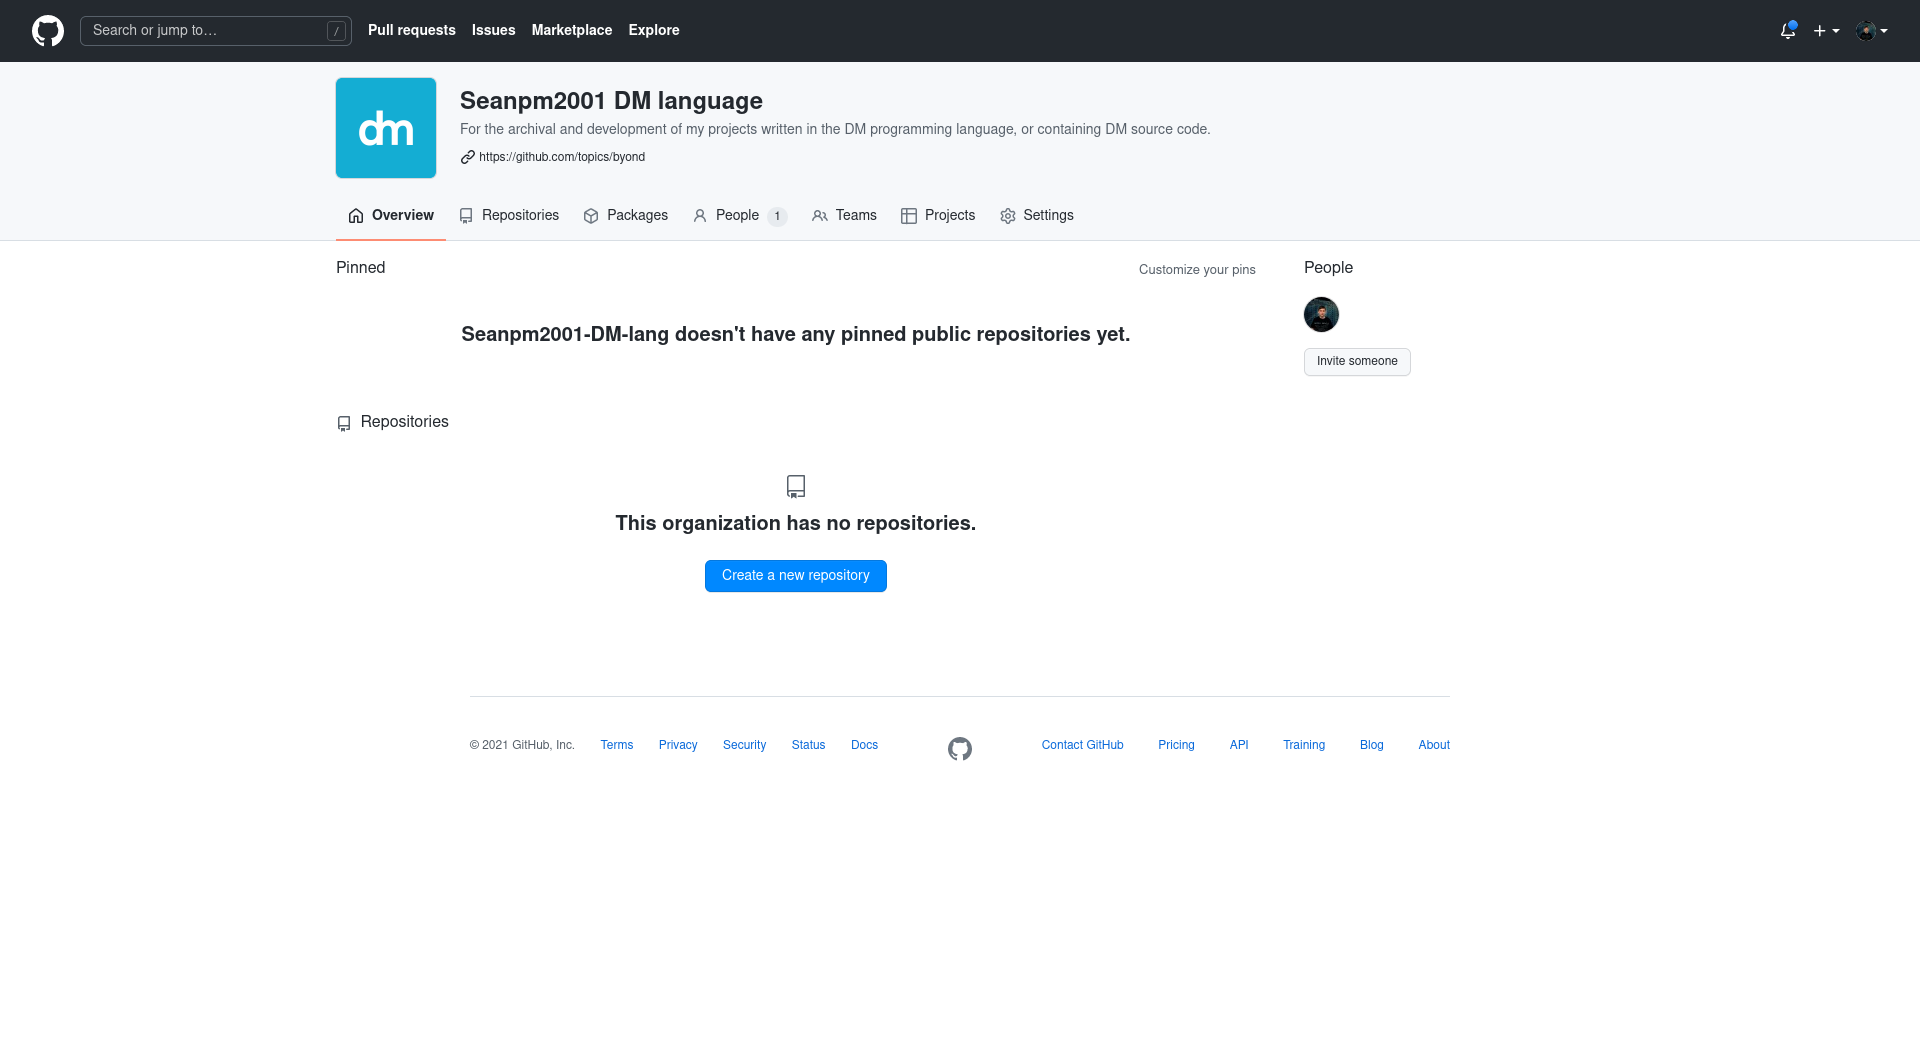 Search or jump to… /
Pull requests Issues Marketplace Explore
dm
Seanpm2001 DM language
For the archival and development of my projects written in the DM programming language, or containing DM source code.
https://github.com/topics/byond
Overview Repositories Packages People 1 Teams Projects Settings
Pinned
Customize your pins
People
Seanpm2001-DM-lang doesn't have any pinned public repositories yet.
Invite someone
Repositories
This organization has no repositories.
Create a new repository
© 2021 GitHub, Inc. Terms Privacy Security Status Docs Contact GitHub Pricing API Training Blog About